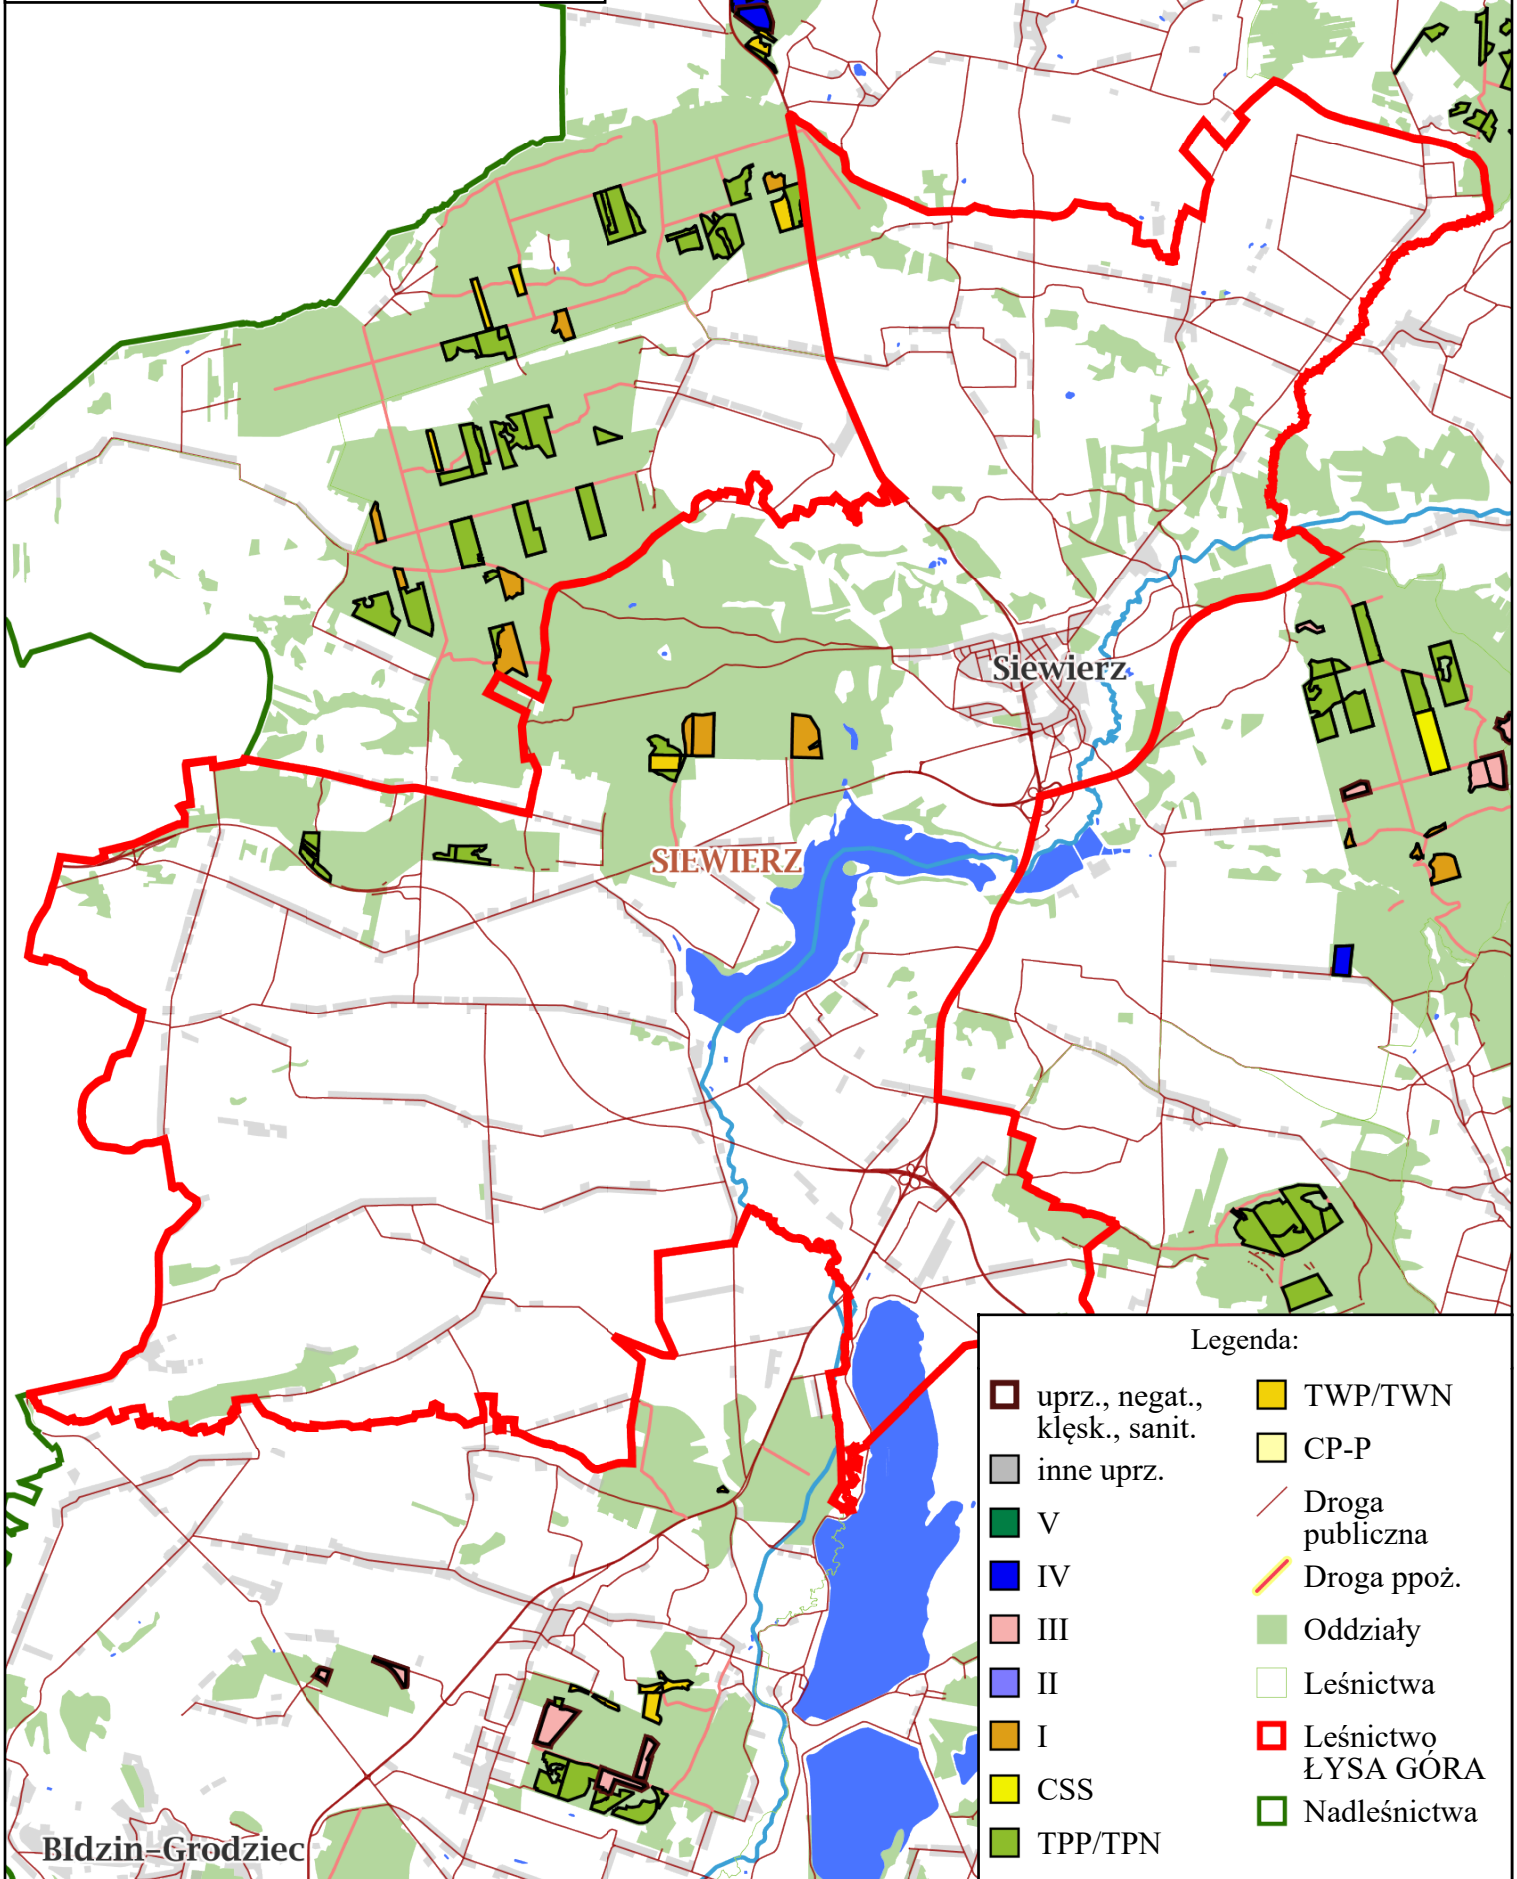 Siewierz
SIEWIERZ
BIdzin-Grodziec
Legenda:
uprz., negat.,
klęsk., sanit.
inne uprz.
V
IV
III
II
I
CSS
TPP/TPN
TWP/TWN
CP-P
Droga
publiczna
Droga ppoż.
Oddziały
Leśnictwa
Leśnictwo
ŁYSA GÓRA
Nadleśnictwa